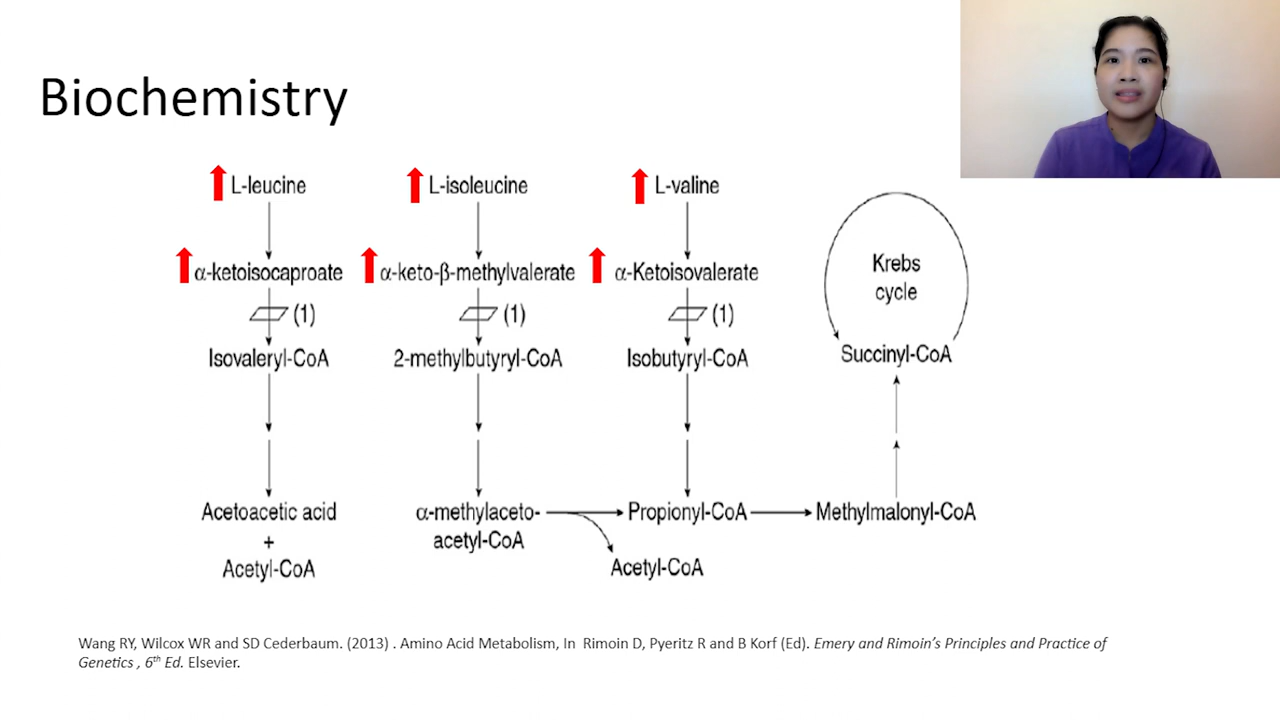 Biochemistry
L-leucine
L-isoleucine
L-valine
α-ketoisocaproate
α-keto-β-methylvalerate
α-Ketoisovalerate
Krebs
cycle
(1)
(1)
(1)
Isovaleryl-CoA
2-methylbutyryl-CoA
Isobutyryl-CoA
Succinyl-CoA
Acetoacetic acid
+
Acetyl-CoA
α-methylaceto-
acetyl-CoA
Propionyl-CoA
Methylmalonyl-CoA
Acetyl-CoA
Wang RY, Wilcox WR and SD Cederbaum. (2013) . Amino Acid Metabolism, In Rimoin D, Pyeritz R and B Korf (Ed). Emery and Rimoin’s Principles and Practice of
Genetics , 6th Ed. Elsevier.